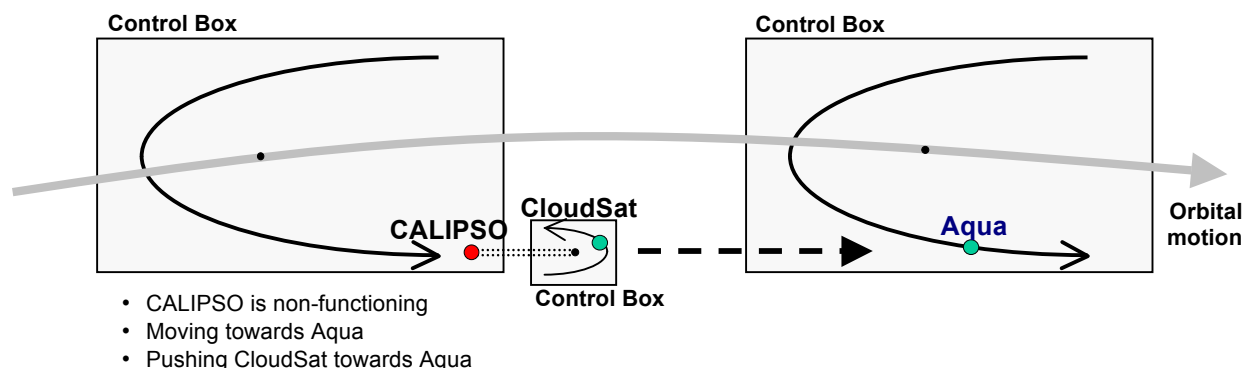 Control Box
Control Box
CloudSat
CALIPSO
Aqua
Orbital
motion
Control Box
• CALIPSO is non-functioning
• Moving towards Aqua
• Pushing CloudSat towards Aqua